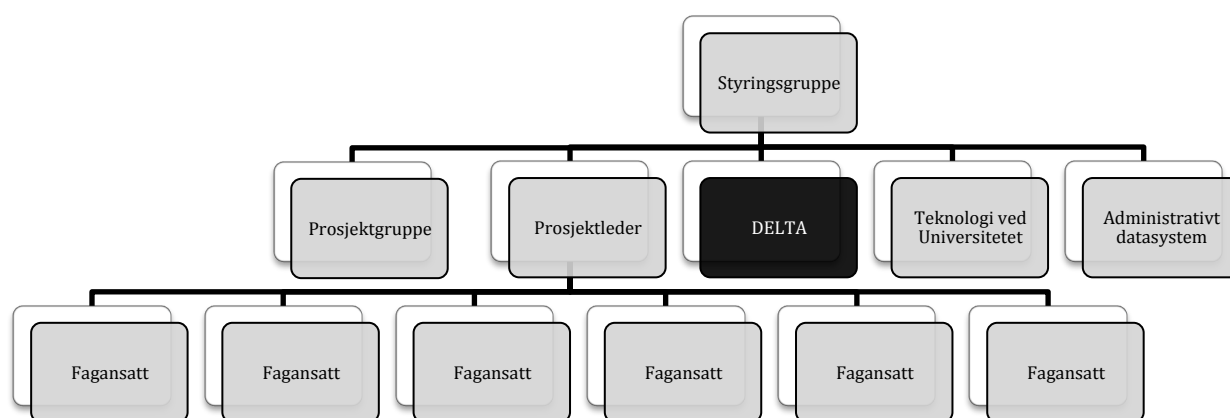 Styringsgruppe
Prosjektgruppe
Prosjektleder
DELTA
Teknologi ved
Universitetet
Administrativt
datasystem
Fagansatt
Fagansatt
Fagansatt
Fagansatt
Fagansatt
Fagansatt